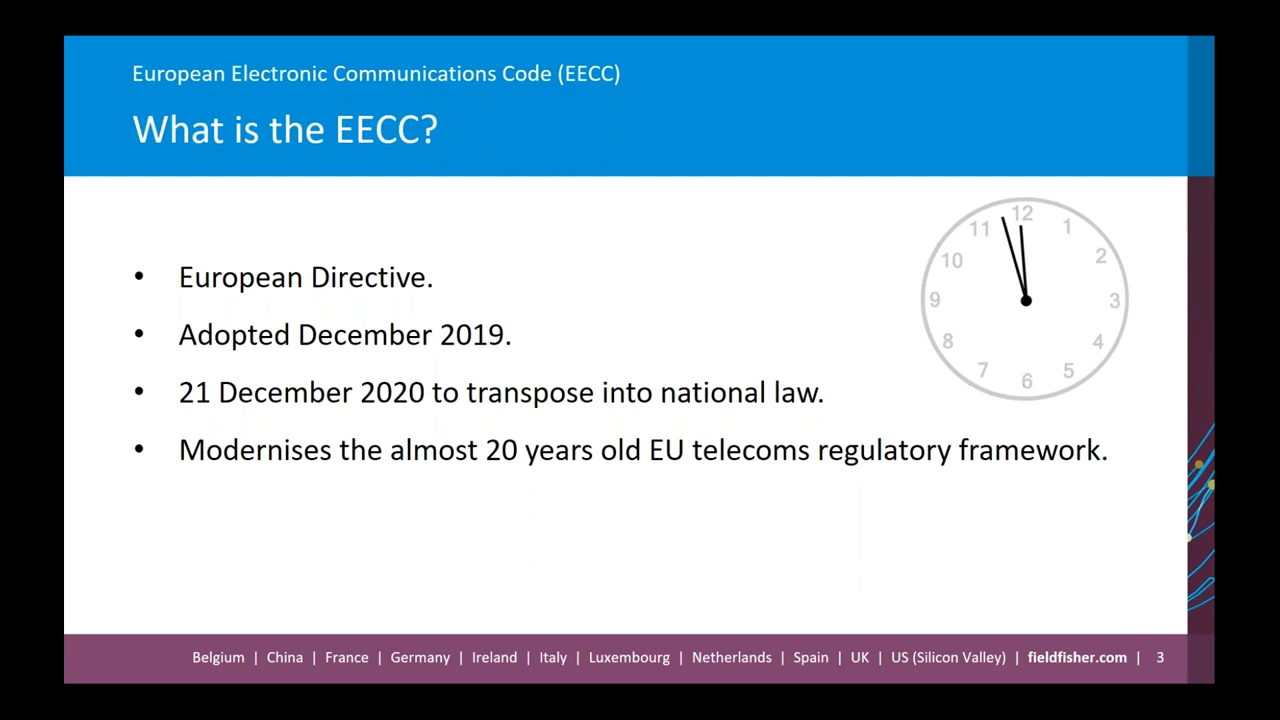 European Electronic Communications Code (EECC)
What is the EECC?
• European Directive.
• Adopted December 2019.
• 21 December 2020 to transpose into national law.
• Modernises the almost 20 years old EU telecoms regulatory framework.
12
11
1
10
2
9
3
8
4
7
5
6
Belgium | China | France | Germany | Ireland | Italy | Luxembourg | Netherlands | Spain | UK | US (Silicon Valley) | fieldfisher.com | 3